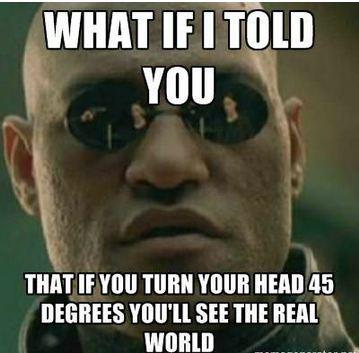 WHAT IF I TOLD
YOU
THAT IF YOU TURN YOUR HEAD 45
DEGREES YOU'LL SEE THE REAL
WORLD